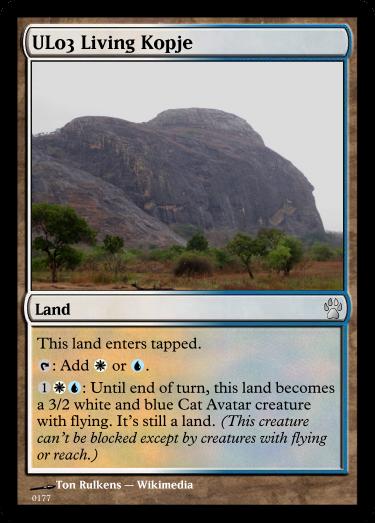 UL03 Living Kopje
Land
This land enters tapped.
: Add or .
1 : Until end of turn, this land becomes
a 3/2 white and blue Cat Avatar creature
with flying. It's still a land. (This creature
can't be blocked except by creatures with flying
or reach.)
Ton Rulkens — Wikimedia
0177